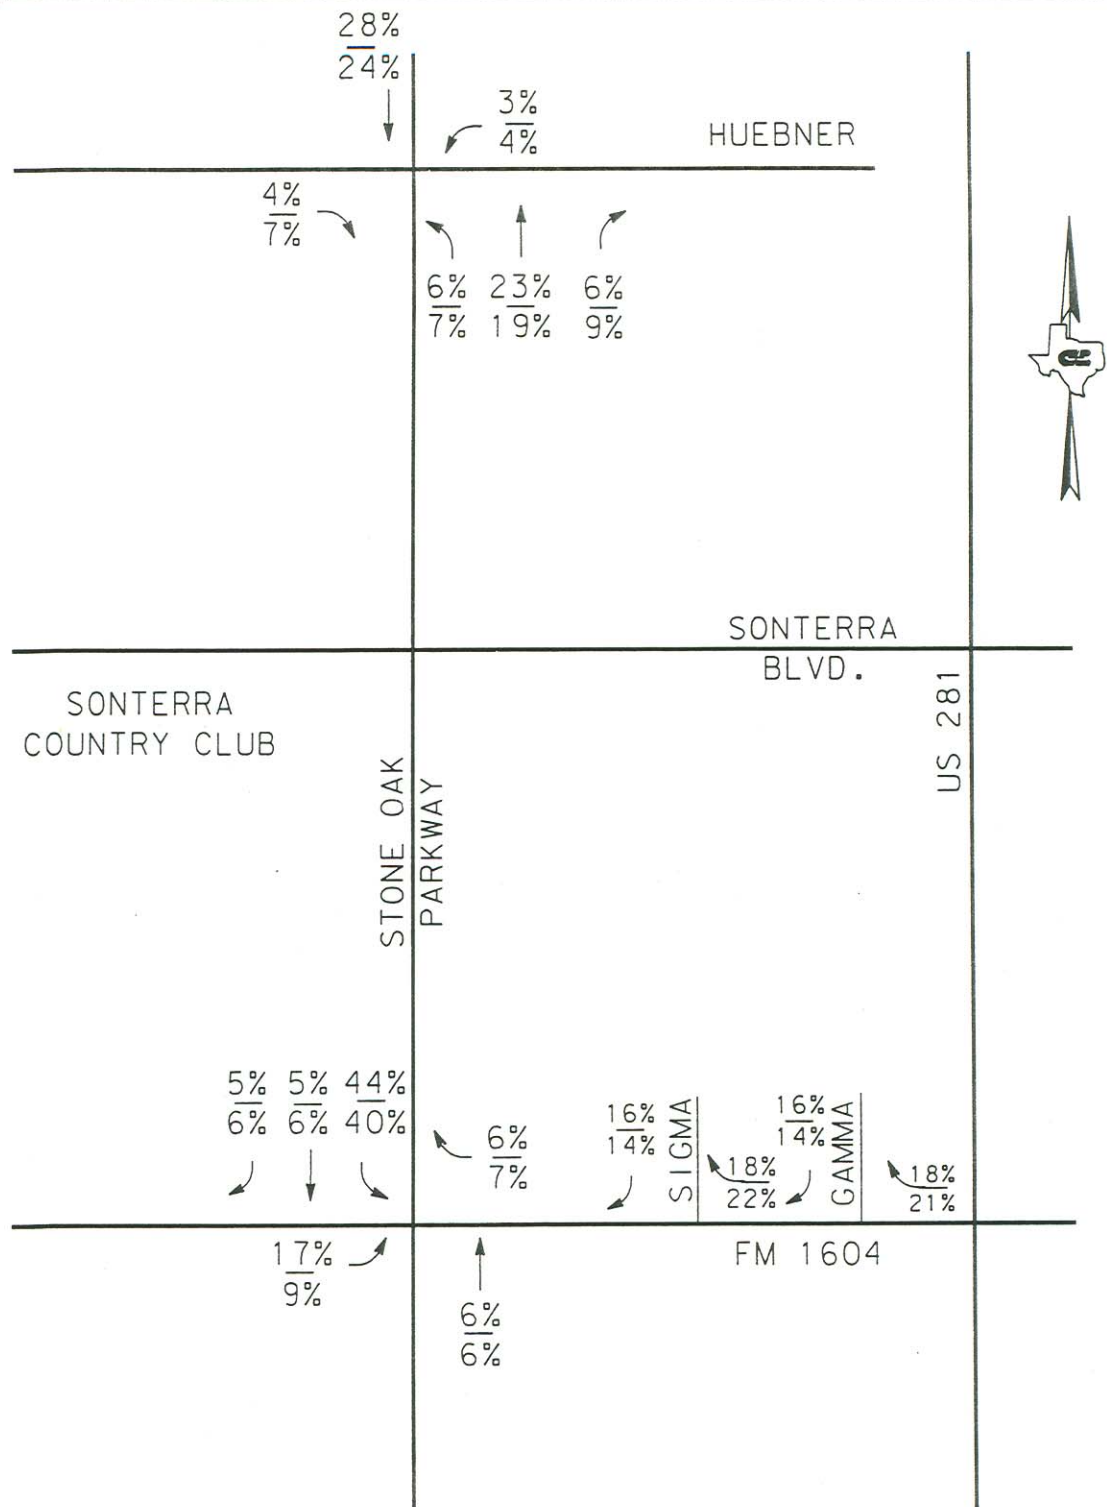 28%
24%
3%
4%
HUEBNER
4%
7%
6% 23% 6%
7% 19% 9%
SONTERRA
BLVD.
SONTERRA
COUNTRY CLUB
US 281
STONE OAK
PARKWAY
5% 5% 44%
6% 6% 40%
6%
7%
16%
14%
SIGMA
18%
22%
16%
14%
GAMMA
18%
21%
17%
9%
FM 1604
6%
6%